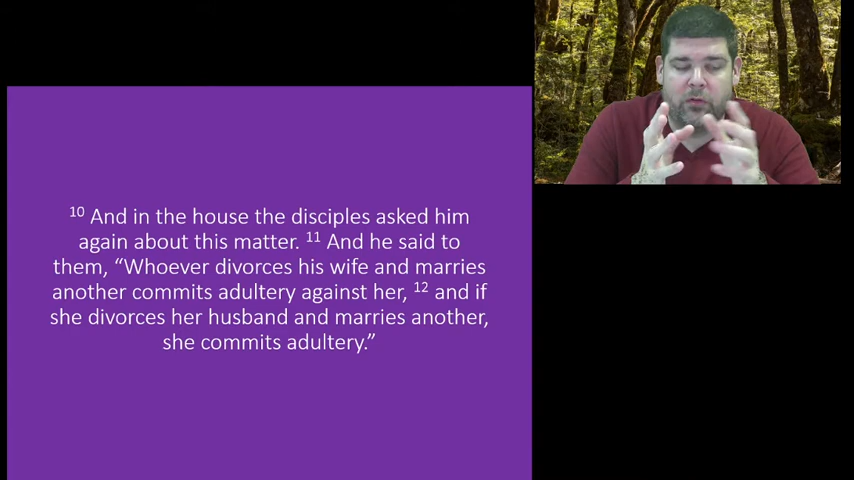 10 And in the house the disciples asked him
again about this matter. 11 And he said to
them, “Whoever divorces his wife and marries
another commits adultery against her, 12 and if
she divorces her husband and marries another,
she commits adultery.”